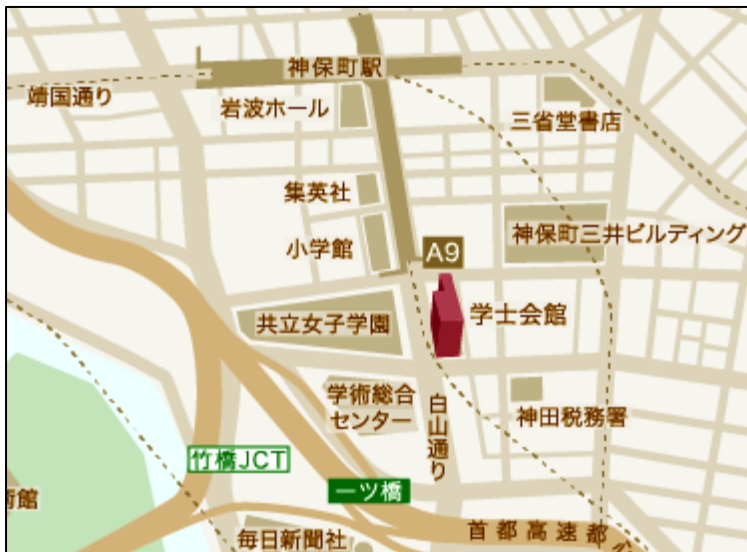 神保町駅
靖国通り
岩波ホール
三省堂書店
集英社
神保町三井ビルディング
小学館
A9
学士会館
共立女子学園
学術総合
センター
白山通り
神田税務署
竹橋JCT
一ツ橋
術館
毎日新聞社
首都高速都